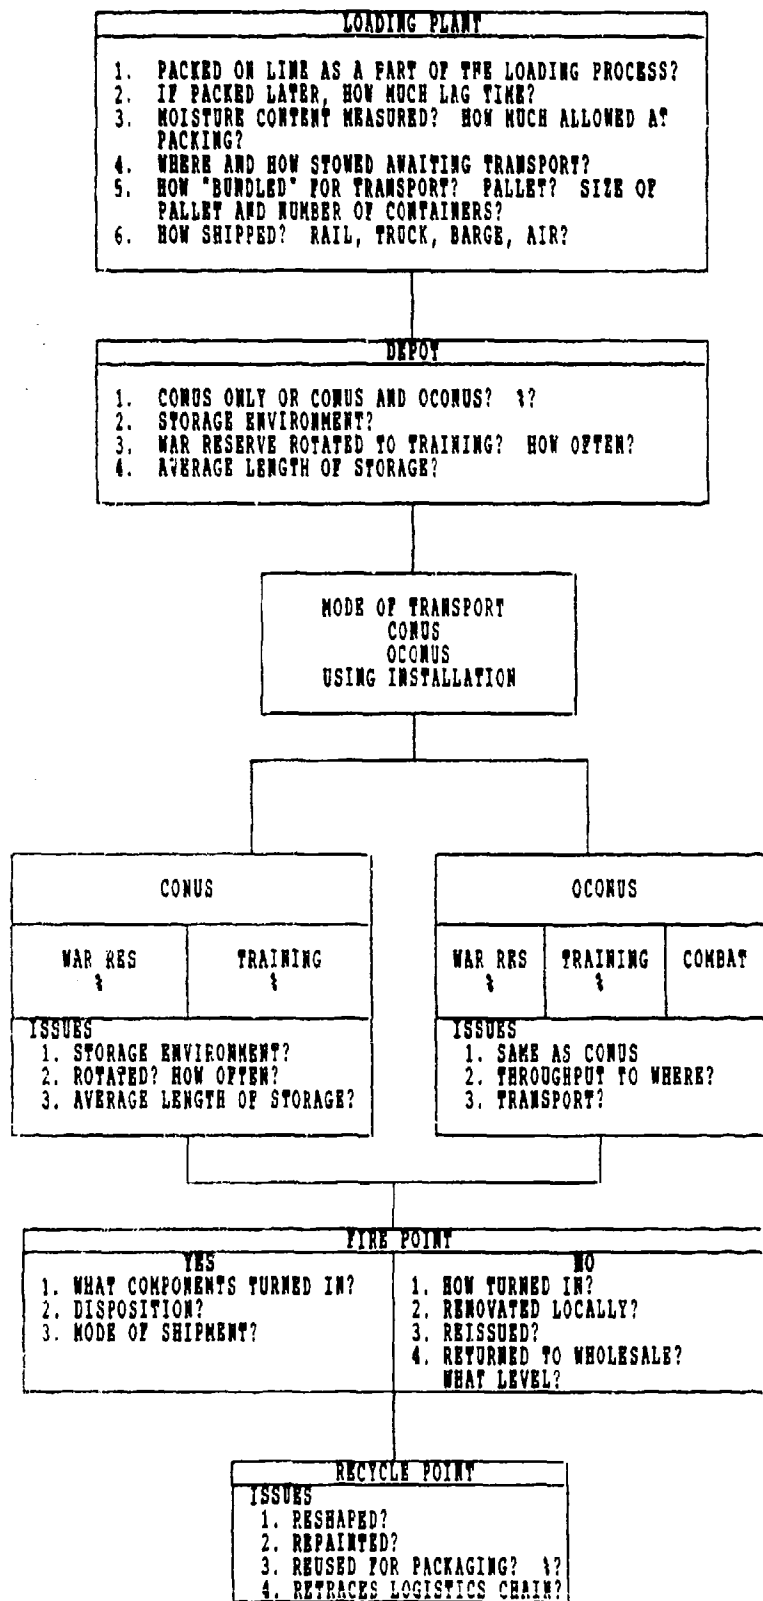 LOADING PLANT
1. PACKED ON LINE AS A PART OF THE LOADING PROCESS?
2. IF PACKED LATER, HOW MUCH LAG TIME?
3. MOISTURE CONTENT MEASURED? HOW MUCH ALLOWED AT
PACKING?
4. WHERE AND HOW STOWED AWAITING TRANSPORT?
5. HOW "BUNDLED" FOR TRANSPORT? PALLET? SIZE OF
PALLET AND NUMBER OF CONTAINERS?
6. HOW SHIPPED? RAIL, TRUCK, BARGE, AIR?
DEPOT
1. CONUS ONLY OR CONUS AND OCONUS? %?
2. STORAGE ENVIRONMENT?
3. WAR RESERVE ROTATED TO TRAINING? HOW OFTEN?
4. AVERAGE LENGTH OF STORAGE?
MODE OF TRANSPORT
CONUS
OCONUS
USING INSTALLATION
CONUS
WAR RES
%
TRAINING
%
ISSUES
1. STORAGE ENVIRONMENT?
2. ROTATED? HOW OFTEN?
3. AVERAGE LENGTH OF STORAGE?
OCONUS
WAR RES
%
TRAINING
%
COMBAT
ISSUES
1. SAME AS CONUS
2. THROUGHPUT TO WHERE?
3. TRANSPORT?
FIRE POINT
YES
1. WHAT COMPONENTS TURNED IN?
2. DISPOSITION?
3. MODE OF SHIPMENT?
NO
1. HOW TURNED IN?
2. RENOVATED LOCALLY?
3. REISSUED?
4. RETURNED TO WHOLESALE?
WHAT LEVEL?
RECYCLE POINT
ISSUES
1. RESHAPED?
2. REPAINTED?
3. REUSED FOR PACKAGING? %?
4. RETRACES LOGISTICS CHAIN?